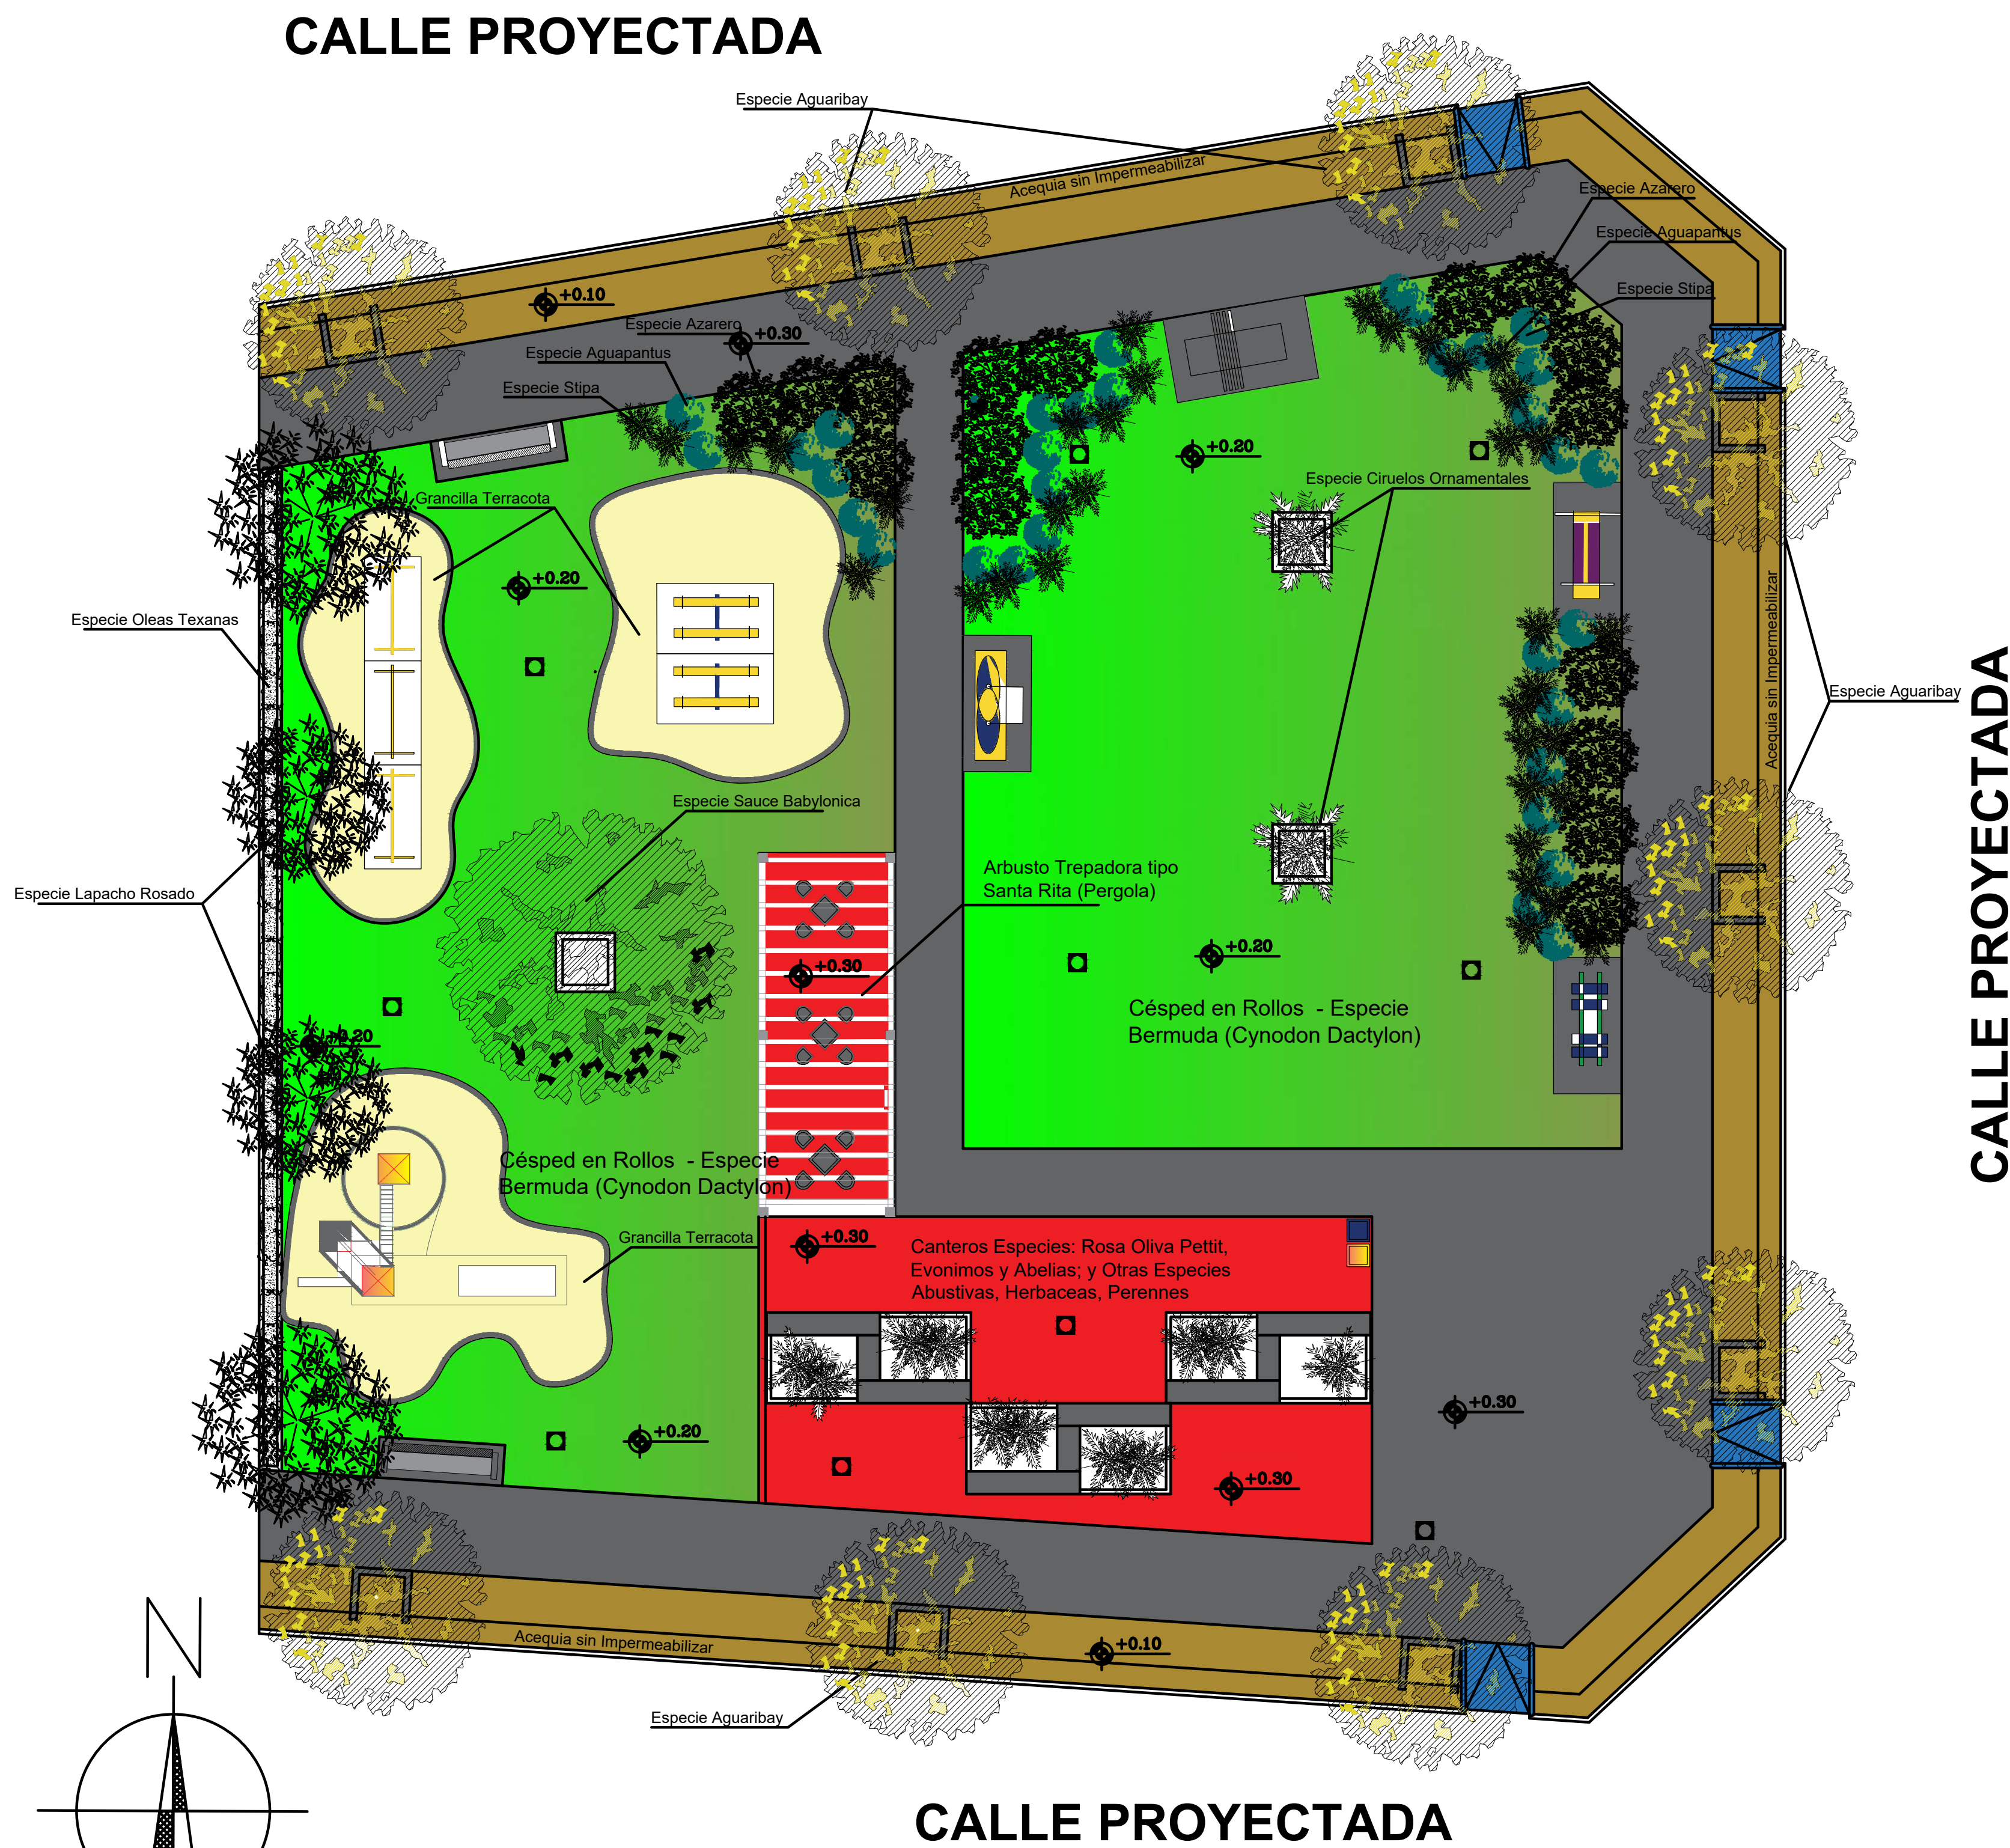 CALLE PROYECTADA
Especie Aguaribay
Acequia sin Impermeabilizar
Especie Azarero
Especie Aguapantus
Especie Stipa
+0.10
Especie Azarero
+0.30
Especie Aguapantus
Especie Stipa
+0.20
Especie Ciruelos Ornamentales
Grancilla Terracota
+0.20
Especie Oleas Texanas
Acequia sin Impermeabilizar
Especie Aguaribay
CALLE PROYECTADA
Especie Sauce Babylonica
Arbusto Trepadora tipo
Santa Rita (Pergola)
Especie Lapacho Rosado
+0.30
+0.20
Césped en Rollos - Especie
Bermuda (Cynodon Dactylon)
+0.20
Césped en Rollos - Especie
Bermuda (Cynodon Dactylon)
Grancilla Terracota
+0.30
Canteros Especies: Rosa Oliva Pettit,
Evonimos y Abelias; y Otras Especies
Abustivas, Herbaceas, Perennes
+0.30
+0.20
+0.30
Acequia sin Impermeabilizar
+0.10
Especie Aguaribay
N
CALLE PROYECTADA